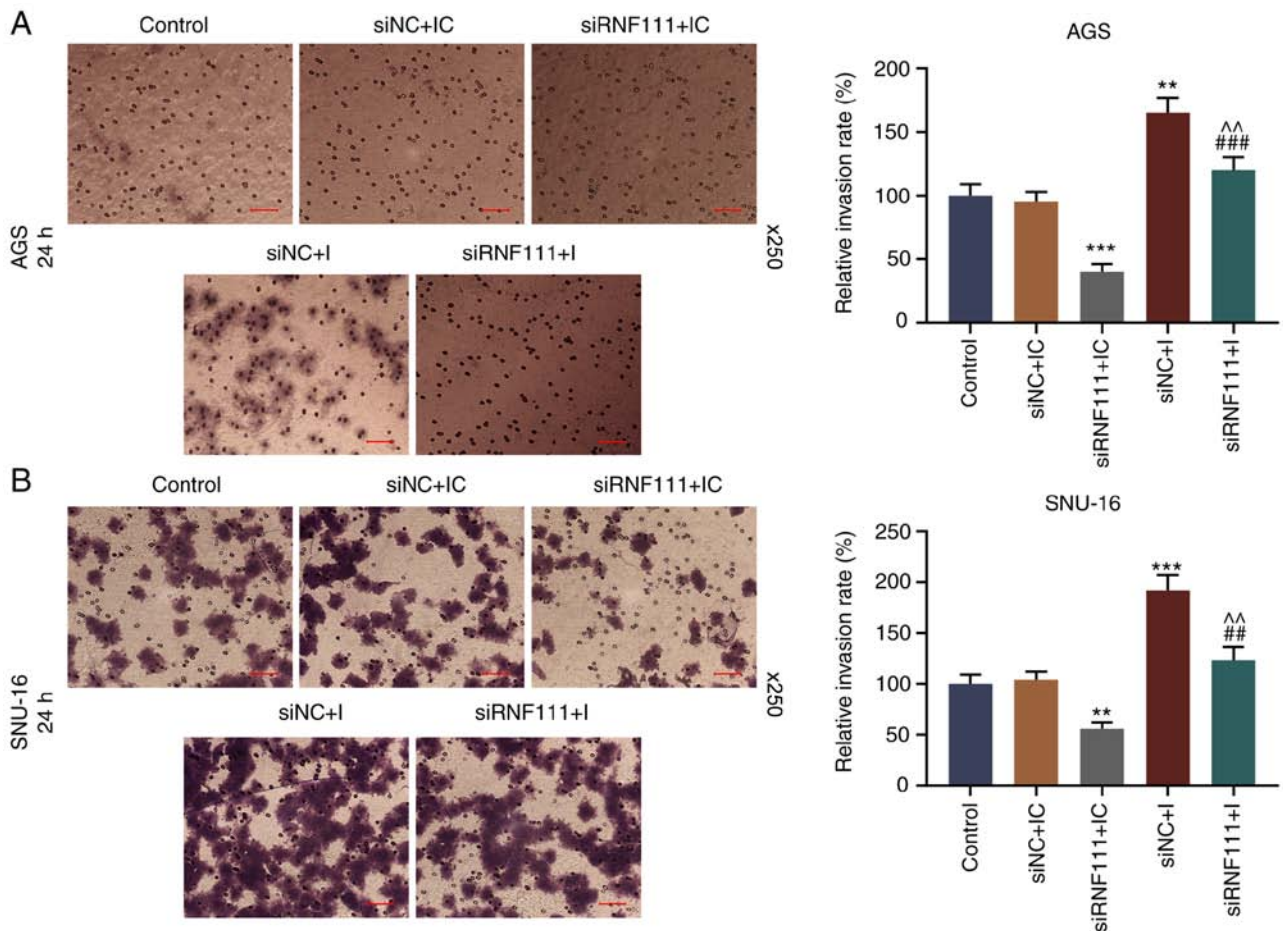 A
Control
siNC+IC
siRNF111+IC
AGS
24 h
x250
siNC+I
siRNF111+I
AGS
Relative invasion rate (%)
200
150
100
50
0
**
***
^^
###
Control
siNC+IC
siRNF111+IC
siNC+I
siRNF111+I
B
Control
siNC+IC
siRNF111+IC
SNU-16
24 h
x250
siNC+I
siRNF111+I
SNU-16
Relative invasion rate (%)
250
200
150
100
50
0
***
^^
##
**
Control
siNC+IC
siRNF111+IC
siNC+I
siRNF111+I